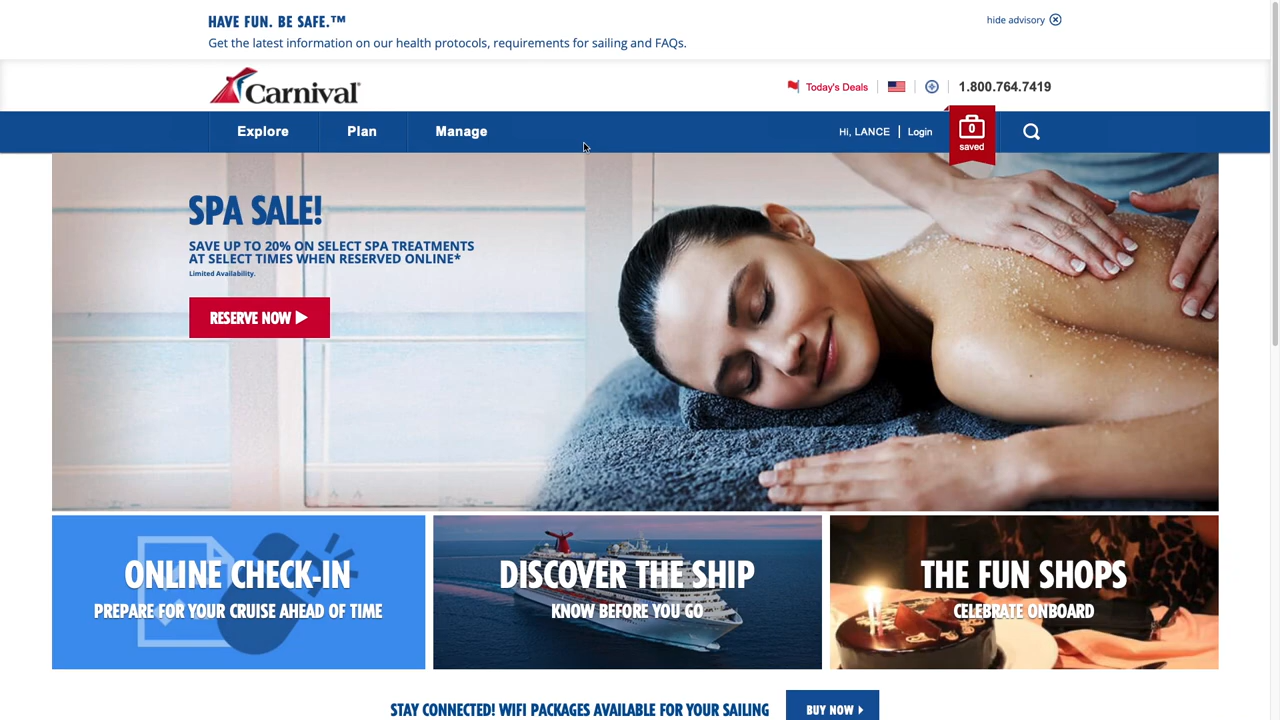 HAVE FUN. BE SAFE.™
hide advisory
Get the latest information on our health protocols, requirements for sailing and FAQs.
Carnival
Today's Deals
1.800.764.7419
Explore
Plan
Manage
Hi, LANCE
Login
0
saved
SPA SALE!
SAVE UP TO 20% ON SELECT SPA TREATMENTS
AT SELECT TIMES WHEN RESERVED ONLINE*
Limited Availability.
RESERVE NOW
ONLINE CHECK-IN
PREPARE FOR YOUR CRUISE AHEAD OF TIME
DISCOVER THE SHIP
KNOW BEFORE YOU GO
THE FUN SHOPS
CELEBRATE ONBOARD
STAY CONNECTED! WIFI PACKAGES AVAILABLE FOR YOUR SAILING
BUY NOW